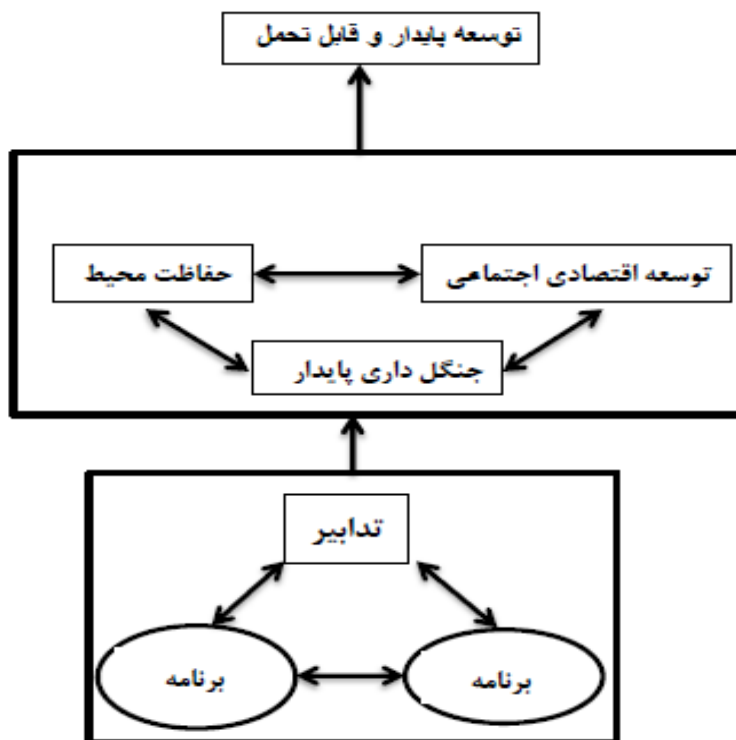 توسعه پایدار و قابل تحمل
توسعه اقتصادی اجتماعی
حفاظت محیط
جنگل داری پایدار
تدابیر
برنامه
برنامه